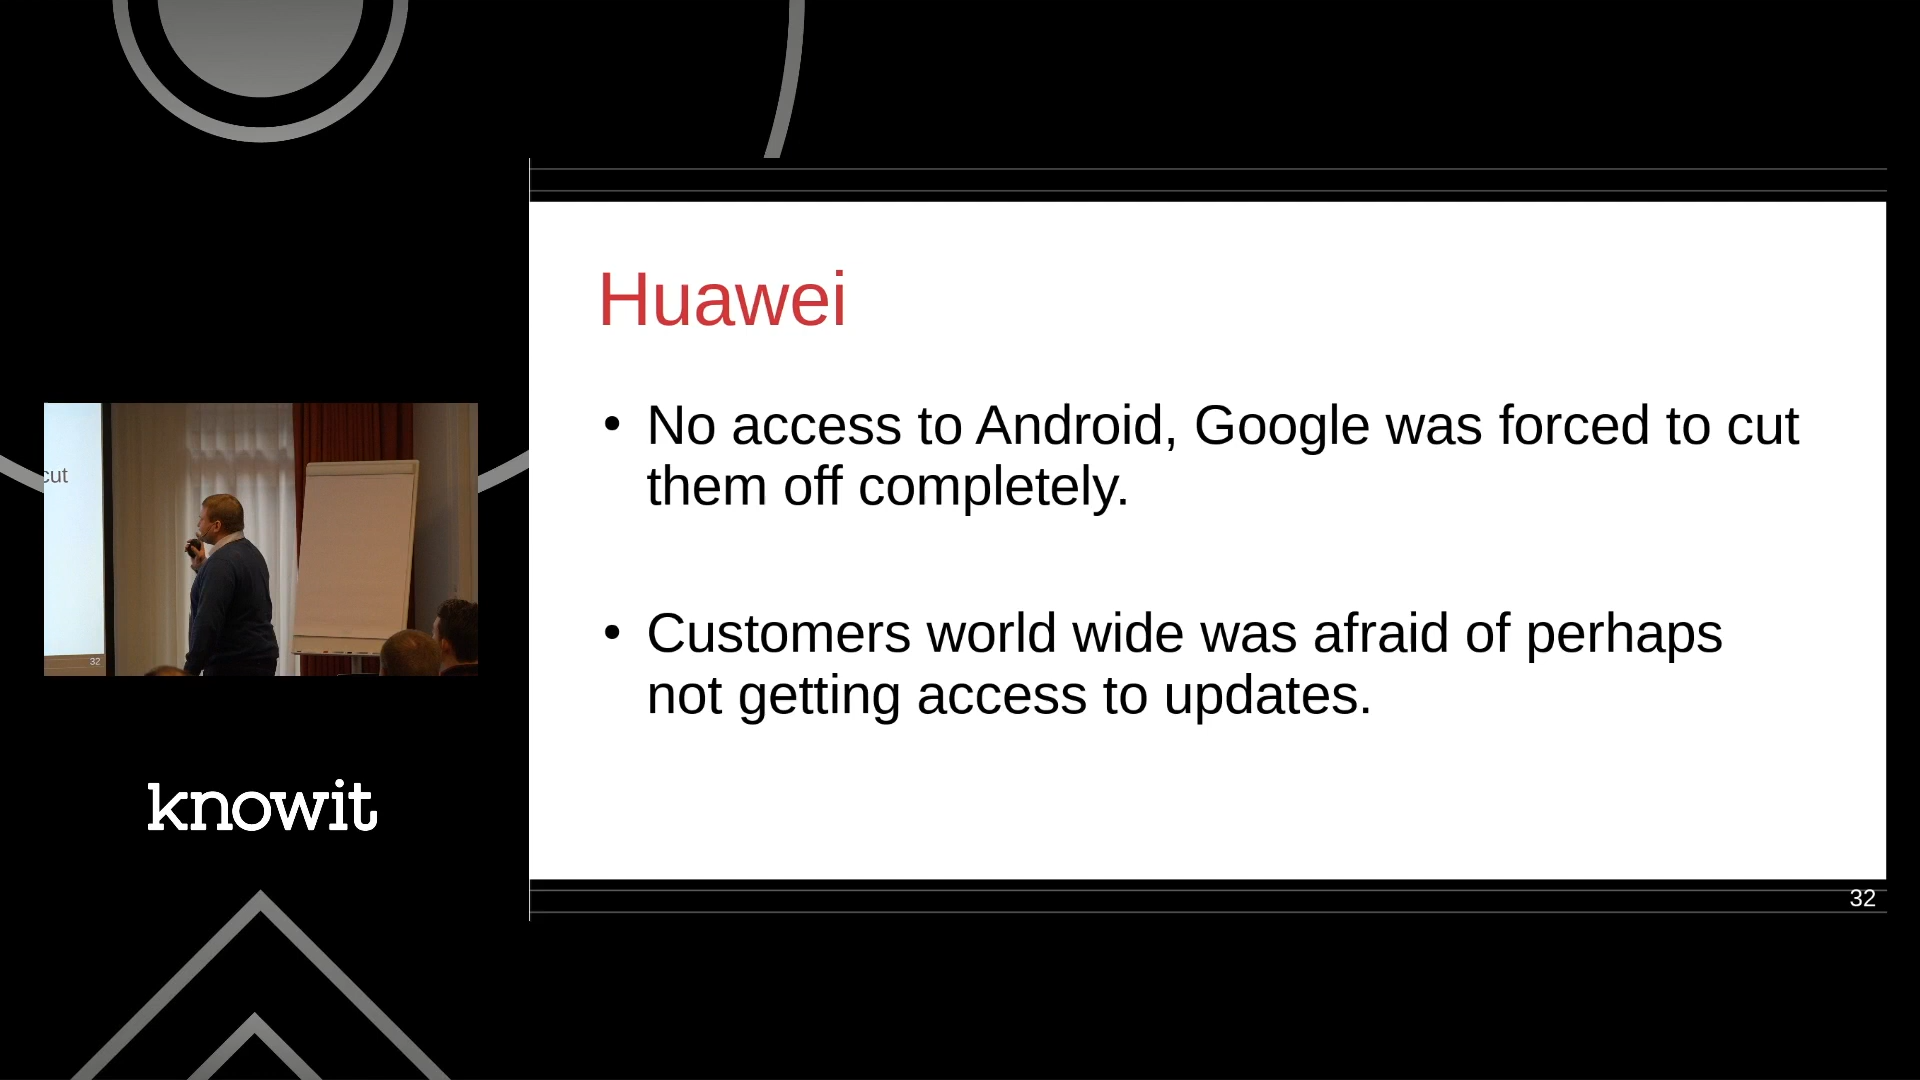 Huawei
• No access to Android, Google was forced to cut
them off completely.
• Customers world wide was afraid of perhaps
not getting access to updates.
32
cut
32
knowit